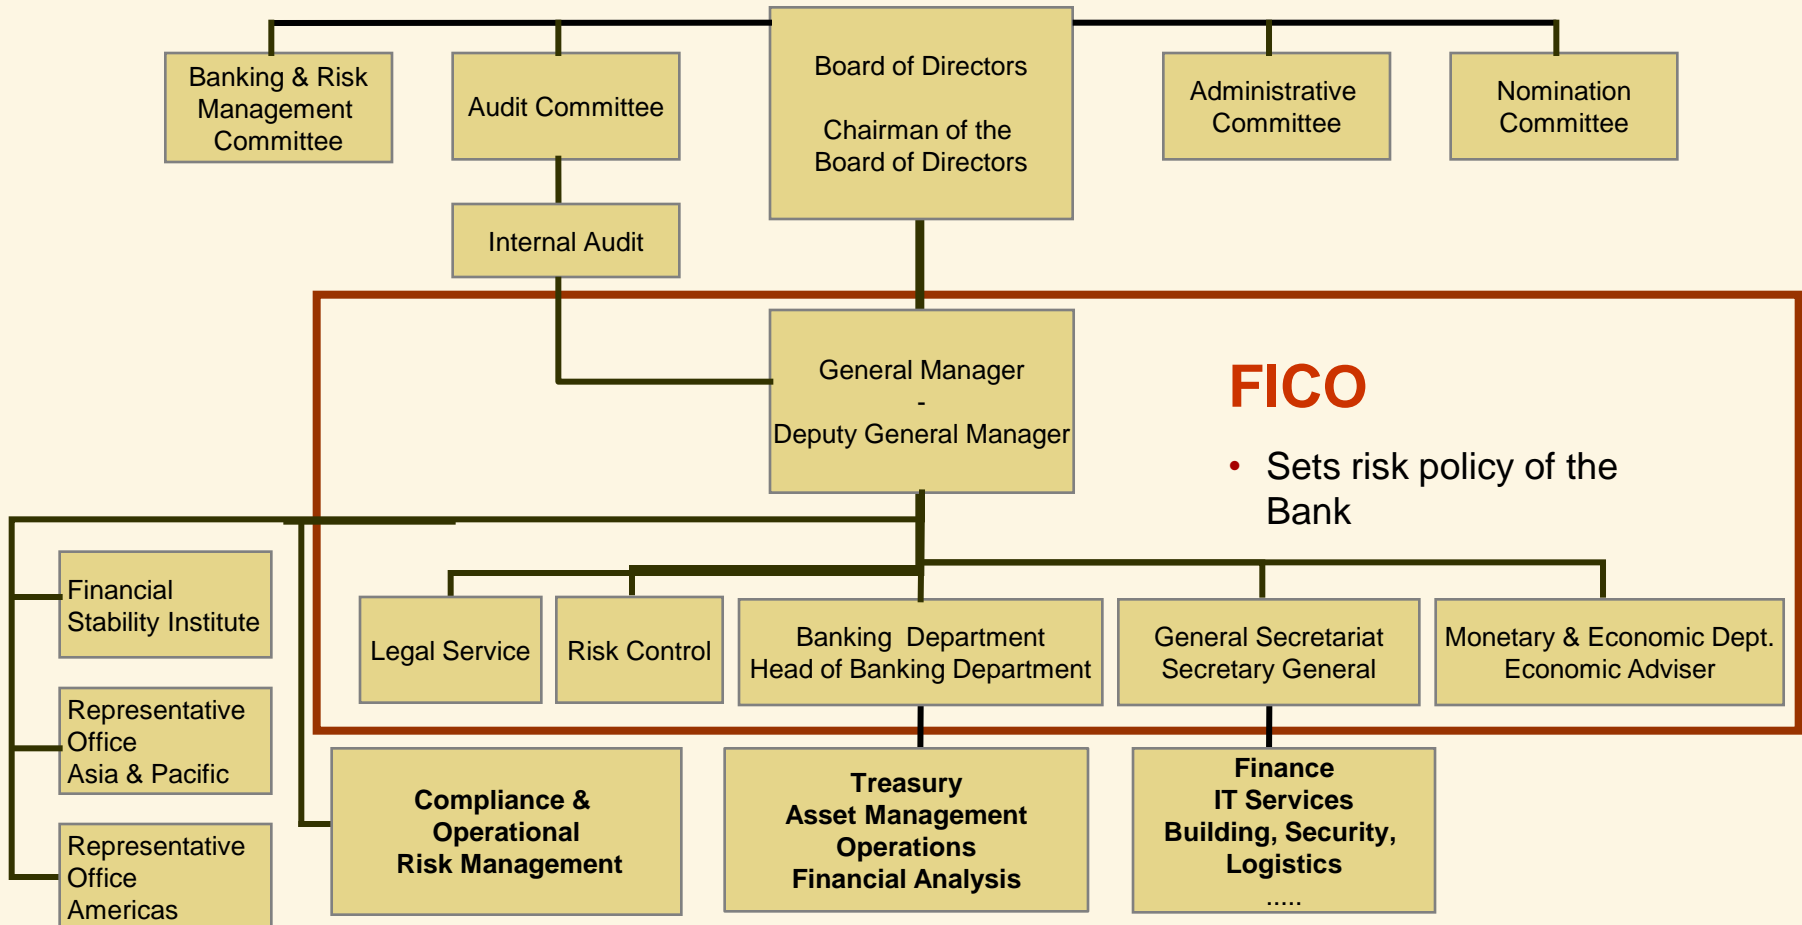 Banking & Risk
Management
Committee
Audit Committee
Board of Directors
Chairman of the
Board of Directors
Administrative
Committee
Nomination
Committee
Internal Audit
General Manager
-
Deputy General Manager
FICO
• Sets risk policy of the
Bank
Financial
Stability Institute
Representative
Office
Asia & Pacific
Representative
Office
Americas
Legal Service
Risk Control
Banking Department
Head of Banking Department
General Secretariat
Secretary General
Monetary & Economic Dept.
Economic Adviser
Compliance &
Operational
Risk Management
Treasury
Asset Management
Operations
Financial Analysis
Finance
IT Services
Building, Security,
Logistics
.....